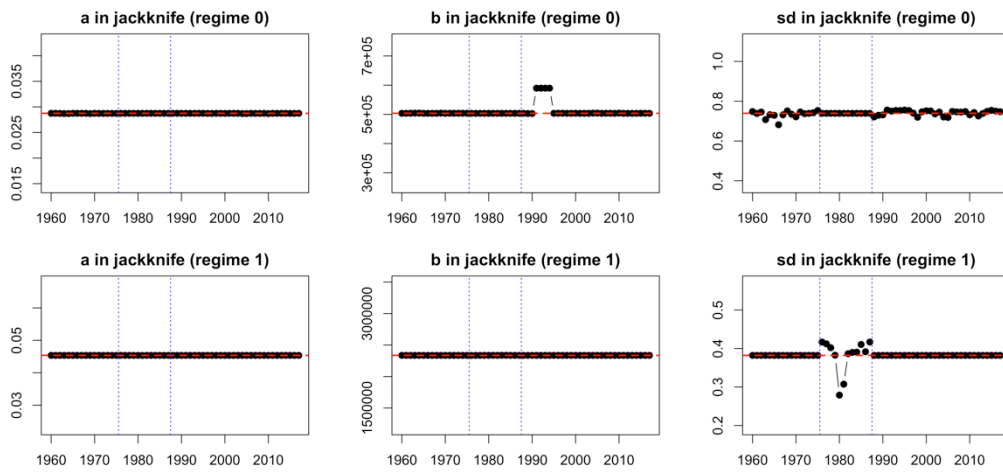 a in jackknife (regime 0)
0.015 0.025 0.035
1960 1970 1980 1990 2000 2010
b in jackknife (regime 0)
3e+05 5e+05 7e+05
1960 1970 1980 1990 2000 2010
sd in jackknife (regime 0)
0.4 0.6 0.8 1.0
1960 1970 1980 1990 2000 2010
a in jackknife (regime 1)
0.03 0.05
1960 1970 1980 1990 2000 2010
b in jackknife (regime 1)
1500000 3000000
1960 1970 1980 1990 2000 2010
sd in jackknife (regime 1)
0.2 0.3 0.4 0.5
1960 1970 1980 1990 2000 2010